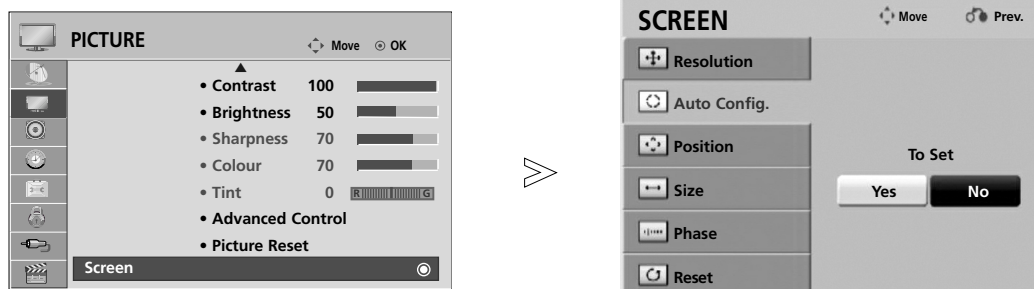 PICTURE
Move
OK
• Contrast 100
• Brightness 50
• Sharpness 70
• Colour 70
• Tint 0 R G
• Advanced Control
• Picture Reset
Screen
SCREEN
Move
Prev.
Resolution
Auto Config.
Position
Size
Phase
Reset
To Set
Yes
No